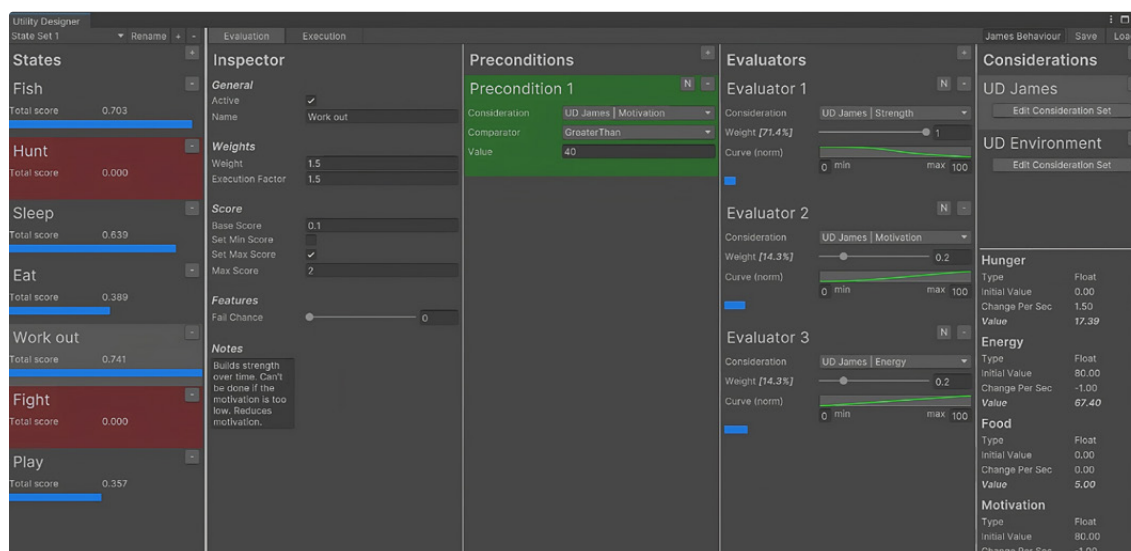 Utility Designer
State Set 1 Rename + -
Evaluation Execution
James Behaviour Save Loa
States
Fish
Total score 0.703
Hunt
Total score 0.000
Sleep
Total score 0.639
Eat
Total score 0.389
Work out
Total score 0.741
Fight
Total score 0.000
Play
Total score 0.357
Inspector
General
Active
Name Work out
Weights
Weight 1.5
Execution Factor 1.5
Score
Base Score 0.1
Set Min Score
Set Max Score
Max Score 2
Features
Fail Chance 0
Notes
Builds strength
over time. Can't
be done if the
motivation is too
low. Reduces
motivation.
Preconditions
Precondition 1 N -
Consideration UD James | Motivation
Comparator GreaterThan
Value 40
Evaluators
Evaluator 1 N -
Consideration UD James | Strength
Weight [71.4%] 1
Curve (norm)
0 min max 100
Evaluator 2 N -
Consideration UD James | Motivation
Weight [14.3%] 0.2
Curve (norm)
0 min max 100
Evaluator 3 N -
Consideration UD James | Energy
Weight [14.3%] 0.2
Curve (norm)
0 min max 100
Considerations
UD James
Edit Consideration Set
UD Environment
Edit Consideration Set
Hunger
Type Float
Initial Value 0.00
Change Per Sec 1.50
Value 17.39
Energy
Type Float
Initial Value 80.00
Change Per Sec -1.00
Value 67.40
Food
Type Float
Initial Value 0.00
Change Per Sec 0.00
Value 5.00
Motivation
Type Float
Initial Value 80.00
Change Per Sec -1.00